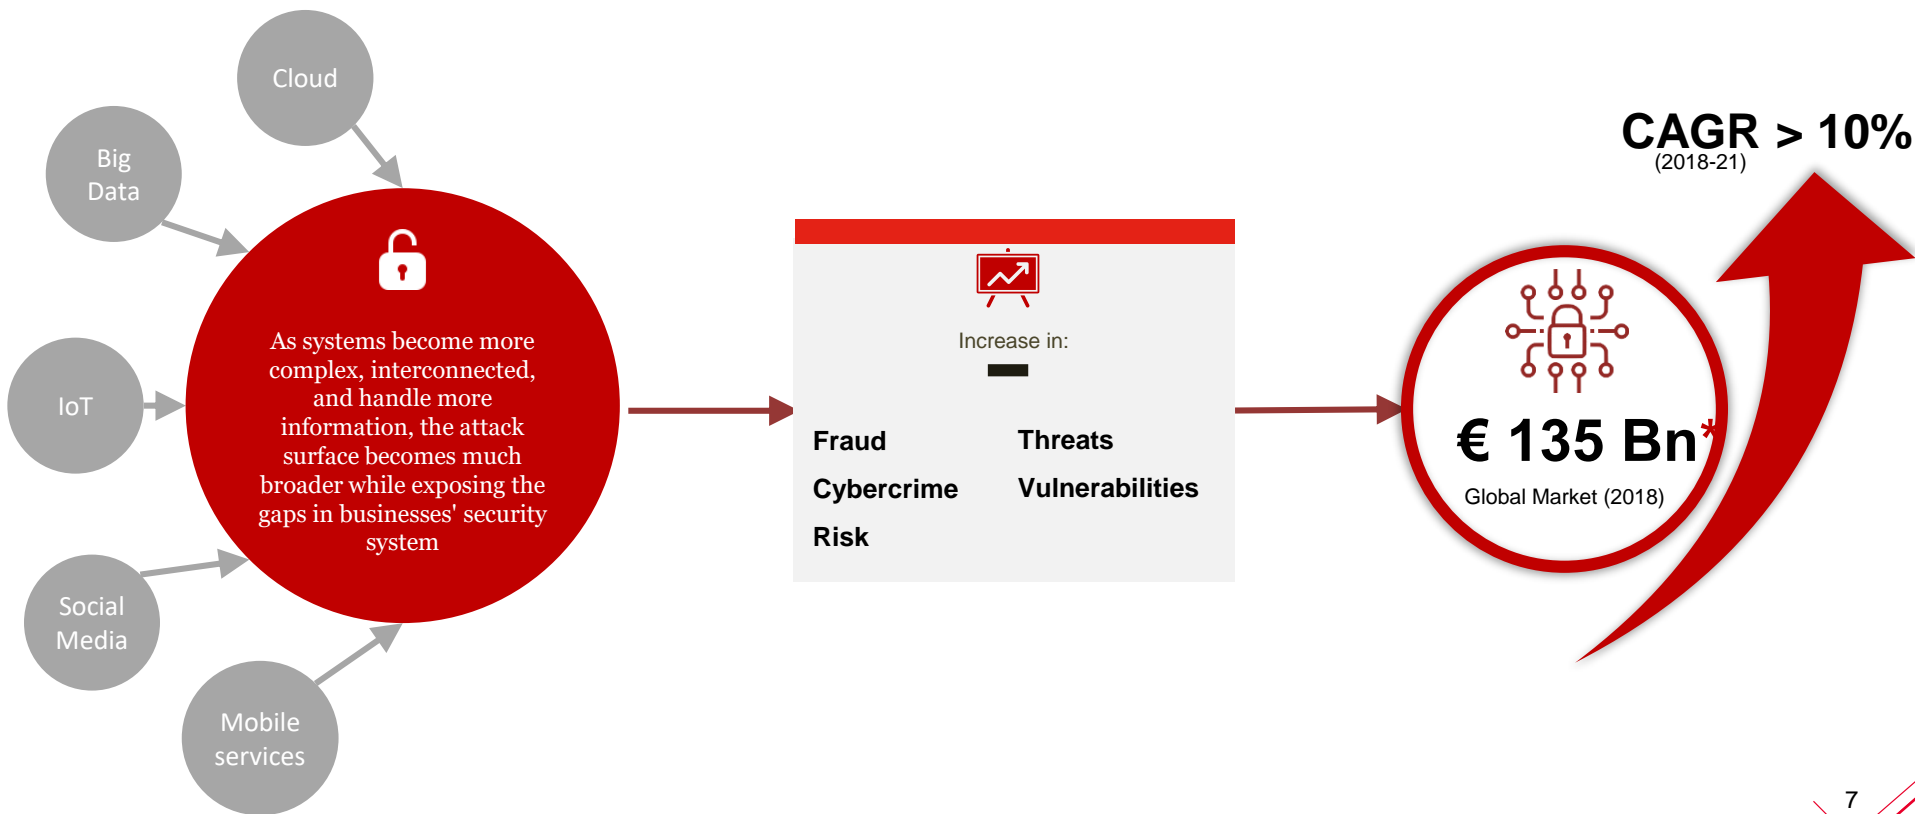 Cloud
Big
Data
IoT
Social
Media
Mobile
services
As systems become more
complex, interconnected,
and handle more
information, the attack
surface becomes much
broader while exposing the
gaps in businesses' security
system
Increase in:
Fraud
Threats
Cybercrime
Vulnerabilities
Risk
CAGR > 10%
(2018-21)
€ 135 Bn*
Global Market (2018)
7